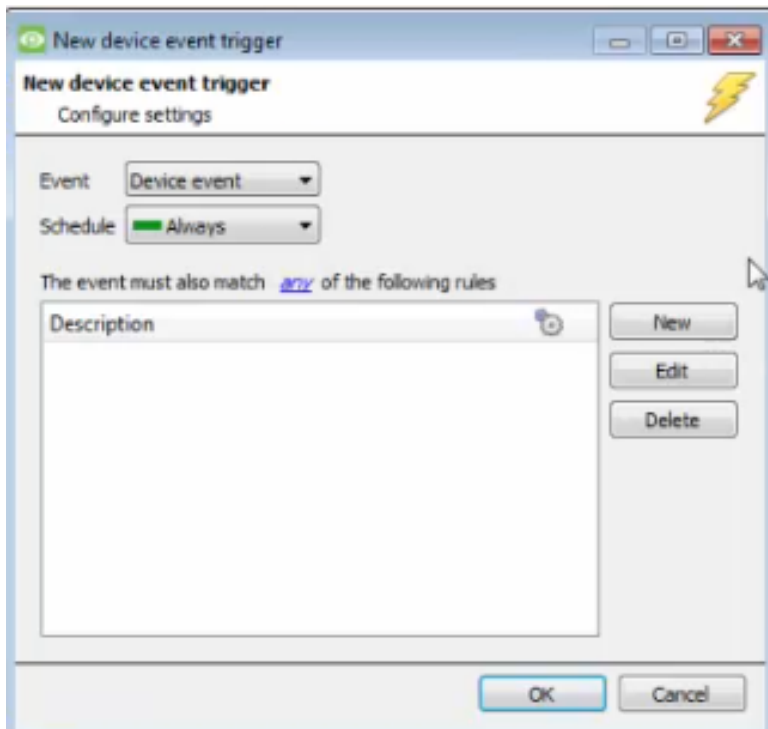 New device event trigger
New device event trigger
Configure settings
Event Device event
Schedule Always
The event must also match any of the following rules
Description
New
Edit
Delete
OK Cancel